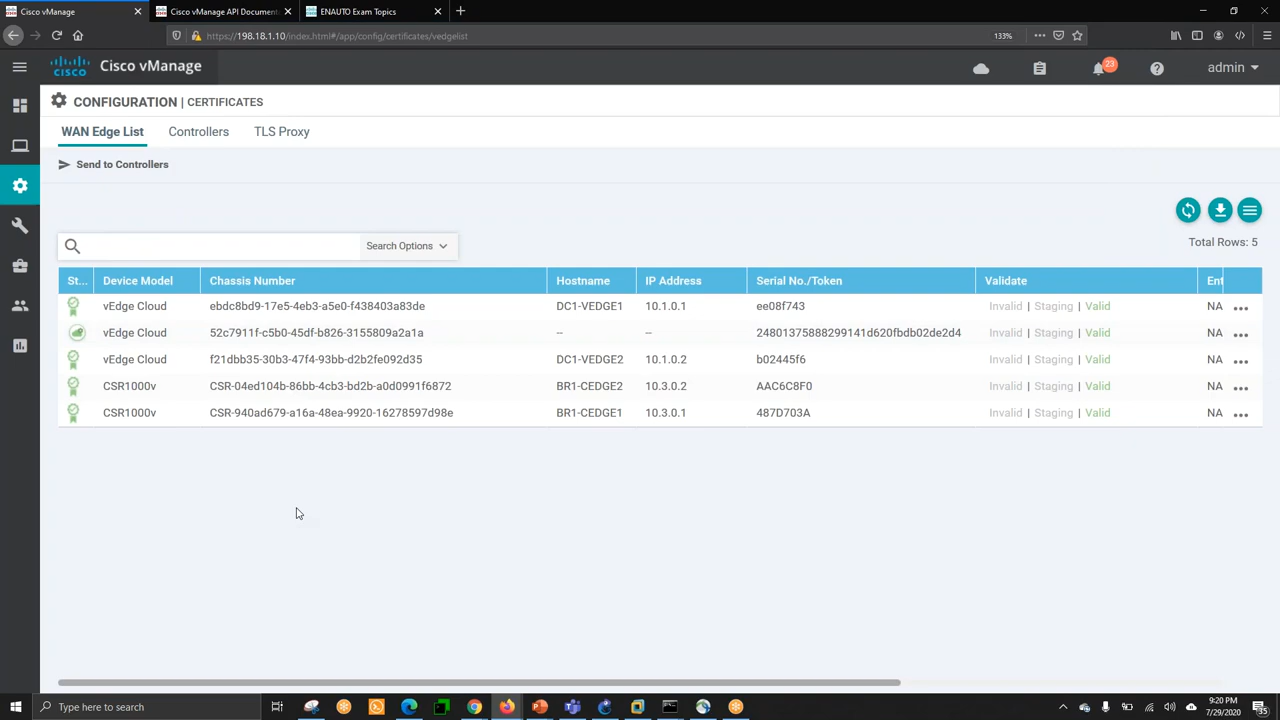 Cisco vManage
Cisco vManage API Documentat
ENAUTO Exam Topics
https://198.18.1.10/index.html#/app/config/certificates/vedgelist
133%
cisco
Cisco vManage
23
admin
CONFIGURATION | CERTIFICATES
WAN Edge List
Controllers
TLS Proxy
Send to Controllers
Search Options
Total Rows: 5
St... Device Model Chassis Number Hostname IP Address Serial No./Token Validate Ent
vEdge Cloud ebdc8bd9-17e5-4eb3-a5e0-f438403a83de DC1-VEDGE1 10.1.0.1 ee08f743 Invalid | Staging | Valid NA ...
vEdge Cloud 52c7911f-c5b0-45df-b826-3155809a2a1a -- -- 24801375888299141d620fbdb02de2d4 Invalid | Staging | Valid NA ...
vEdge Cloud f21dbb35-30b3-47f4-93bb-d2b2fe092d35 DC1-VEDGE2 10.1.0.2 b02445f6 Invalid | Staging | Valid NA ...
CSR1000v CSR-04ed104b-86bb-4cb3-bd2b-a0d0991f6872 BR1-CEDGE2 10.3.0.2 AAC6C8F0 Invalid | Staging | Valid NA ...
CSR1000v CSR-940ad679-a16a-48ea-9920-16278597d98e BR1-CEDGE1 10.3.0.1 487D703A Invalid | Staging | Valid NA ...
Type here to search
9:20 PM
7/29/2020
35